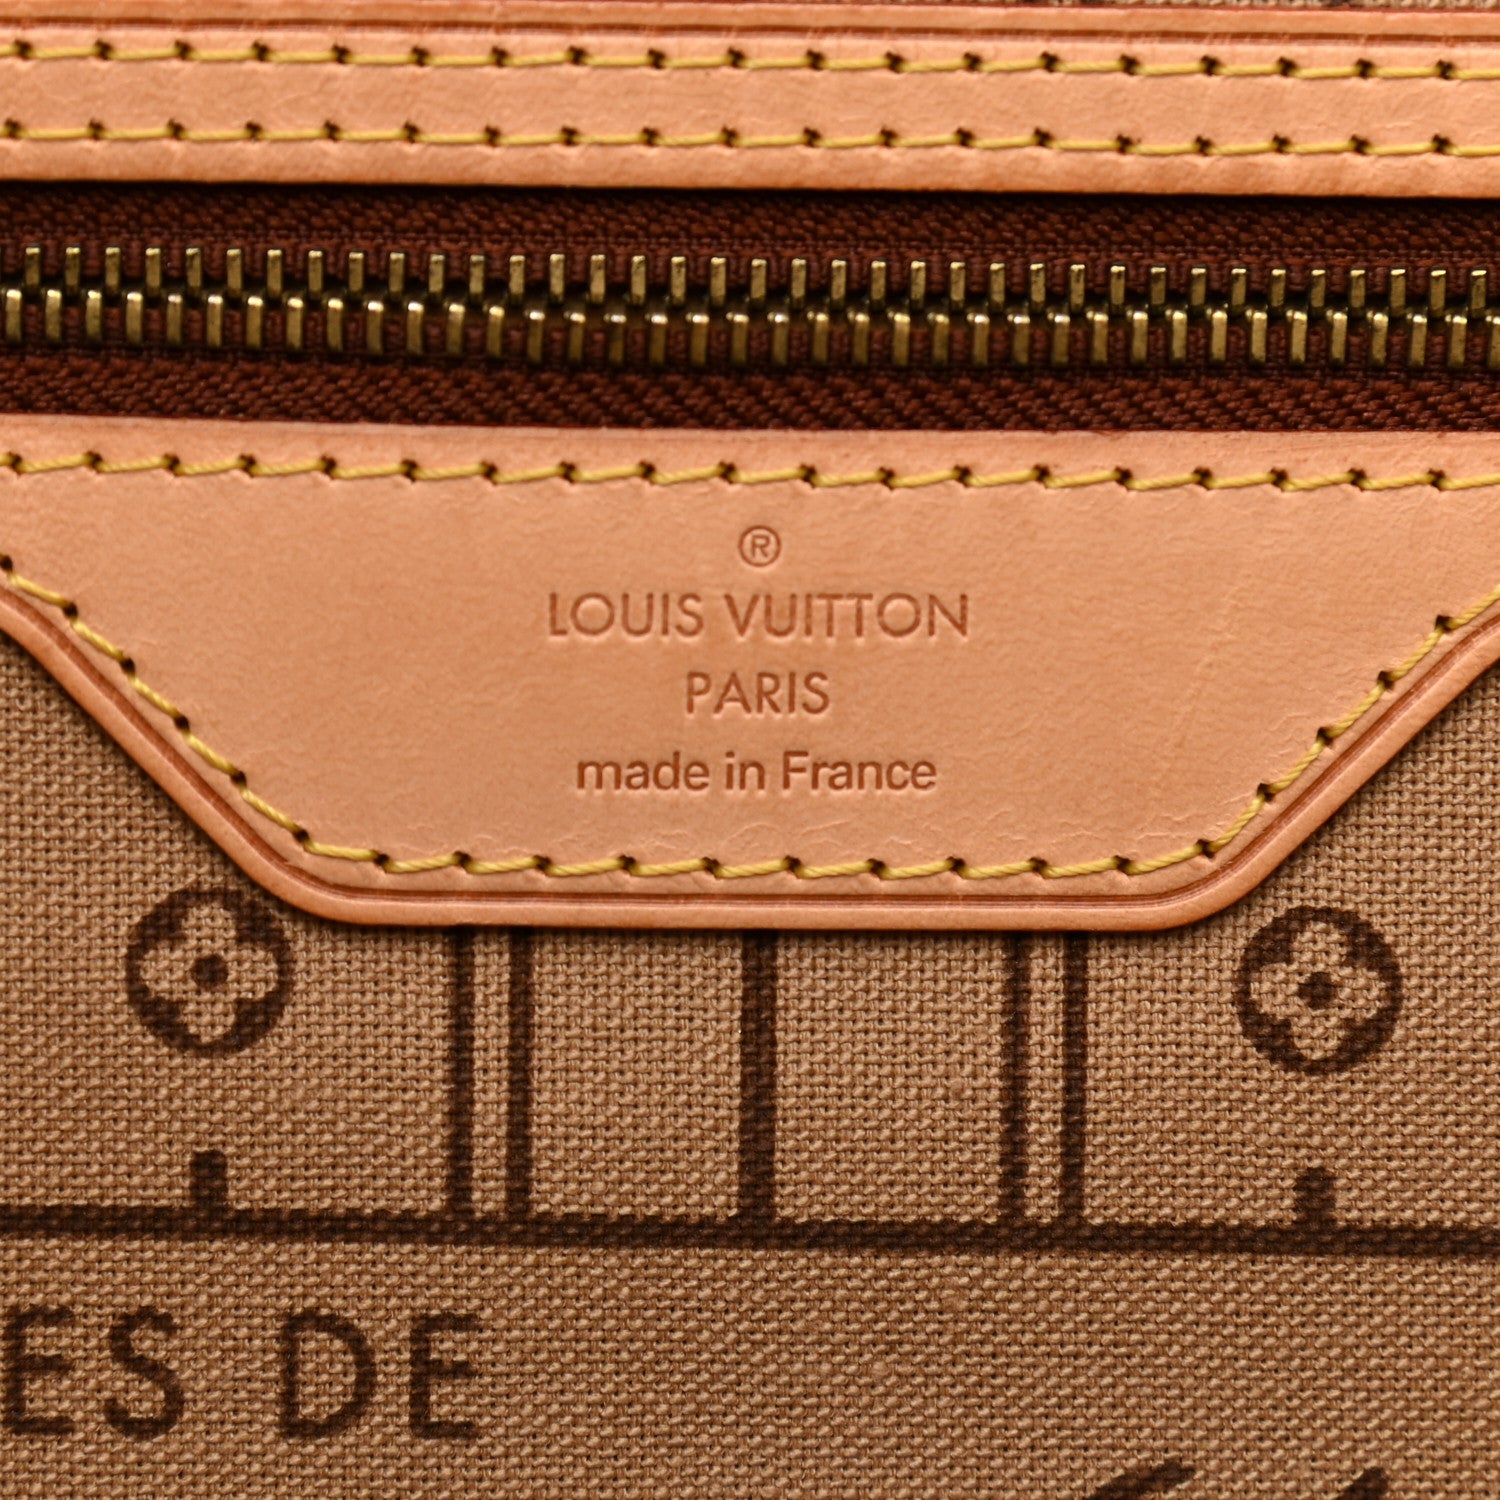 ®
LOUIS VUITTON
PARIS
made in France
ES DE